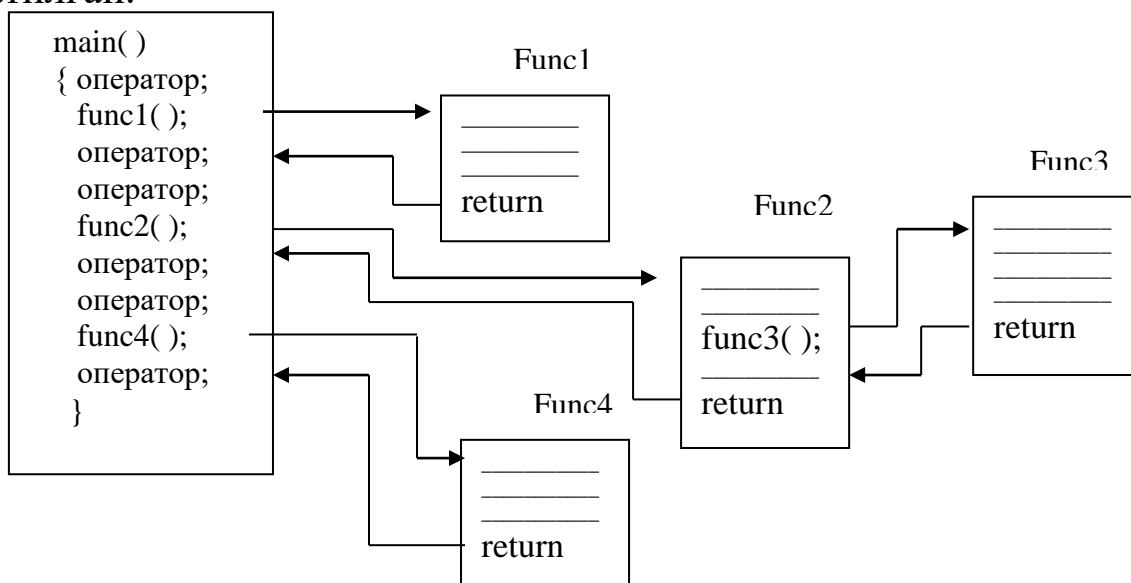 main( )
{ оператор;
func1( );
оператор;
оператор;
func2( );
оператор;
оператор;
func4( );
оператор;
}
Func1
return
Func2
func3( );
return
Func3
return
Func4
return